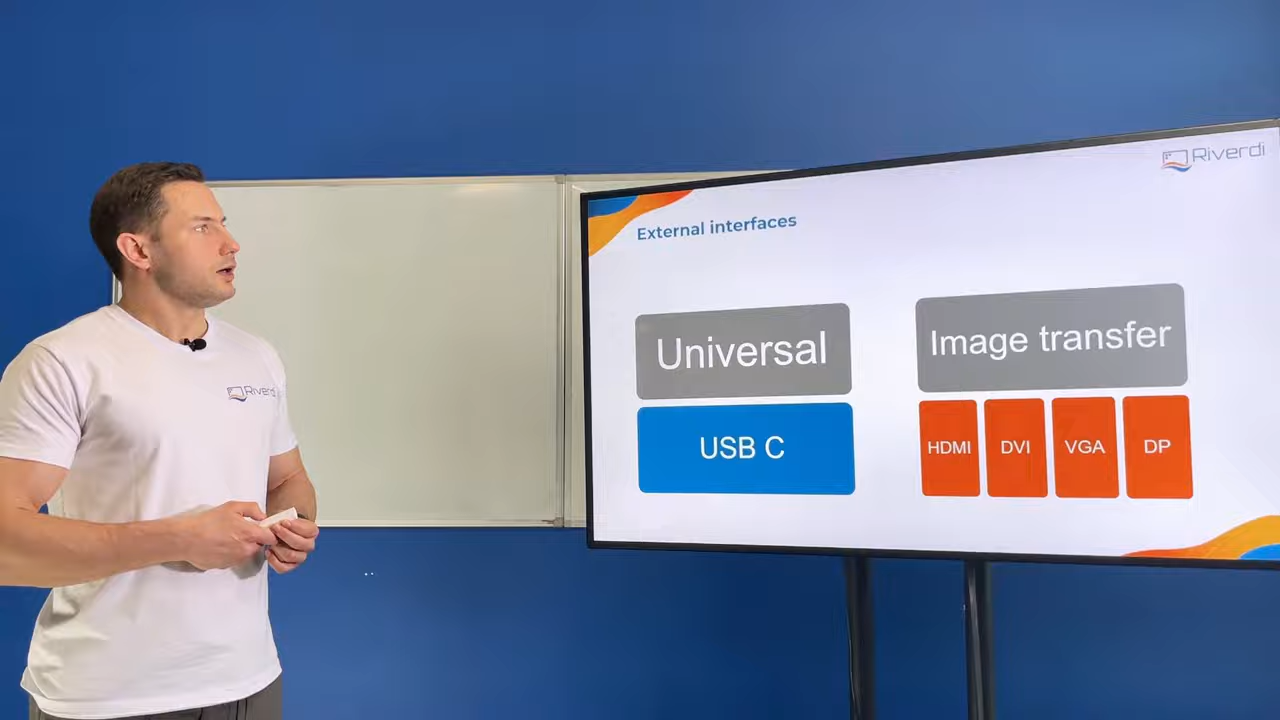 Riverdi
External interfaces
Universal
Image transfer
USB C
HDMI
DVI
VGA
DP
Riverdi